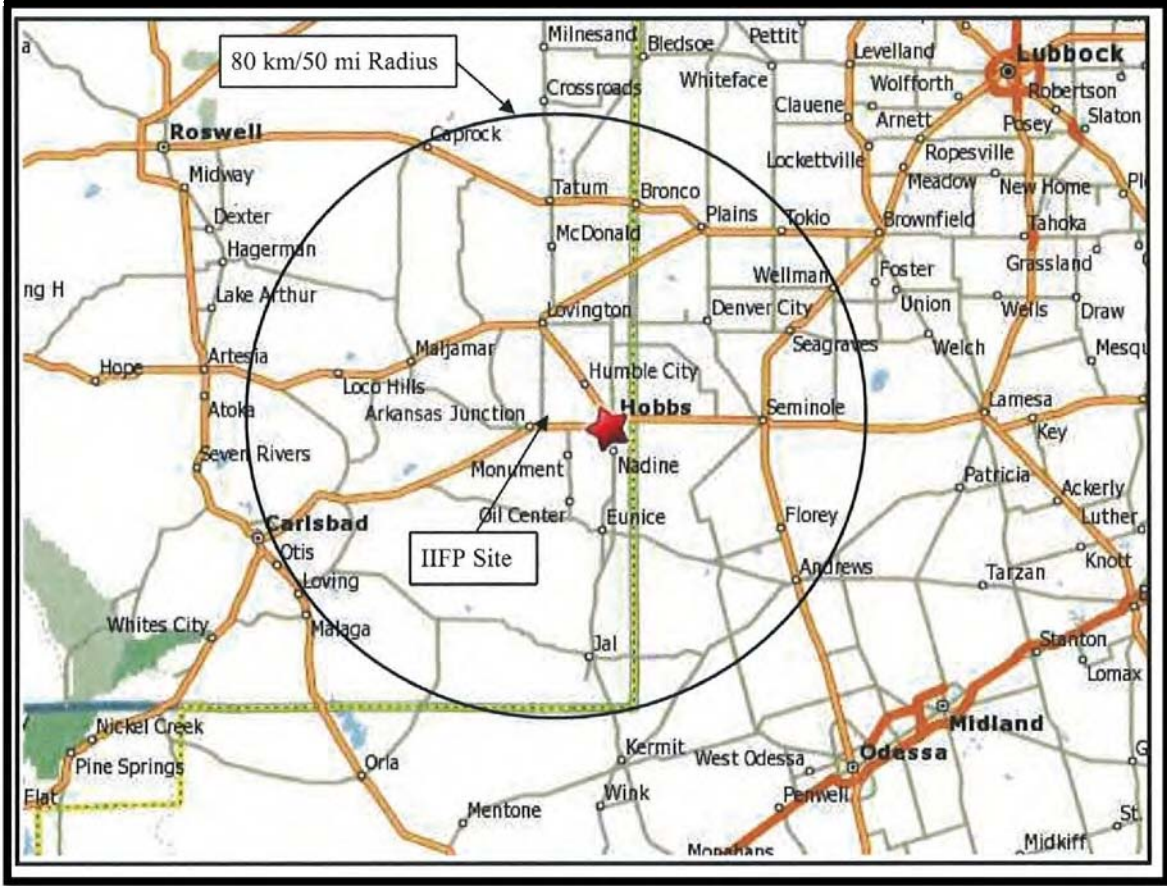 Milnesand
Bledsoe
Pettit
Levelland
Lubbock
80 km/50 mi Radius
Whiteface
Wolfforth
Crossroads
Robertson
Clauene
Arnett
Posey
Slaton
Roswell
Caprock
Lockettville
Ropesville
Midway
Meadow
New Home
Tatum
Bronco
Dexter
Plains
Tokio
Brownfield
Tahoka
McDonald
Hagerman
Grassland
ng H
Wellman
Foster
Lake Arthur
Union
Wells
Draw
Lovington
Denver City
Seagraves
Welch
Mesqu
Artesia
Maljamar
Hope
Loco Hills
Humble City
Atoka
Arkansas Junction
Hobbs
Seminole
Lamesa
Key
Seven Rivers
Monument
Nadine
Patricia
Ackerly
Carlsbad
Oil Center
Eunice
Florey
Luther
Otis
IIFP Site
Knott
Loving
Andrews
Tarzan
Whites City
Malaga
Jal
Stanton
Lomax
Nickel Creek
Midland
Pine Springs
Orla
Kermit
West Odessa
Odessa
Flat
Mentone
Wink
Penwell
St.
Monahans
Midkiff